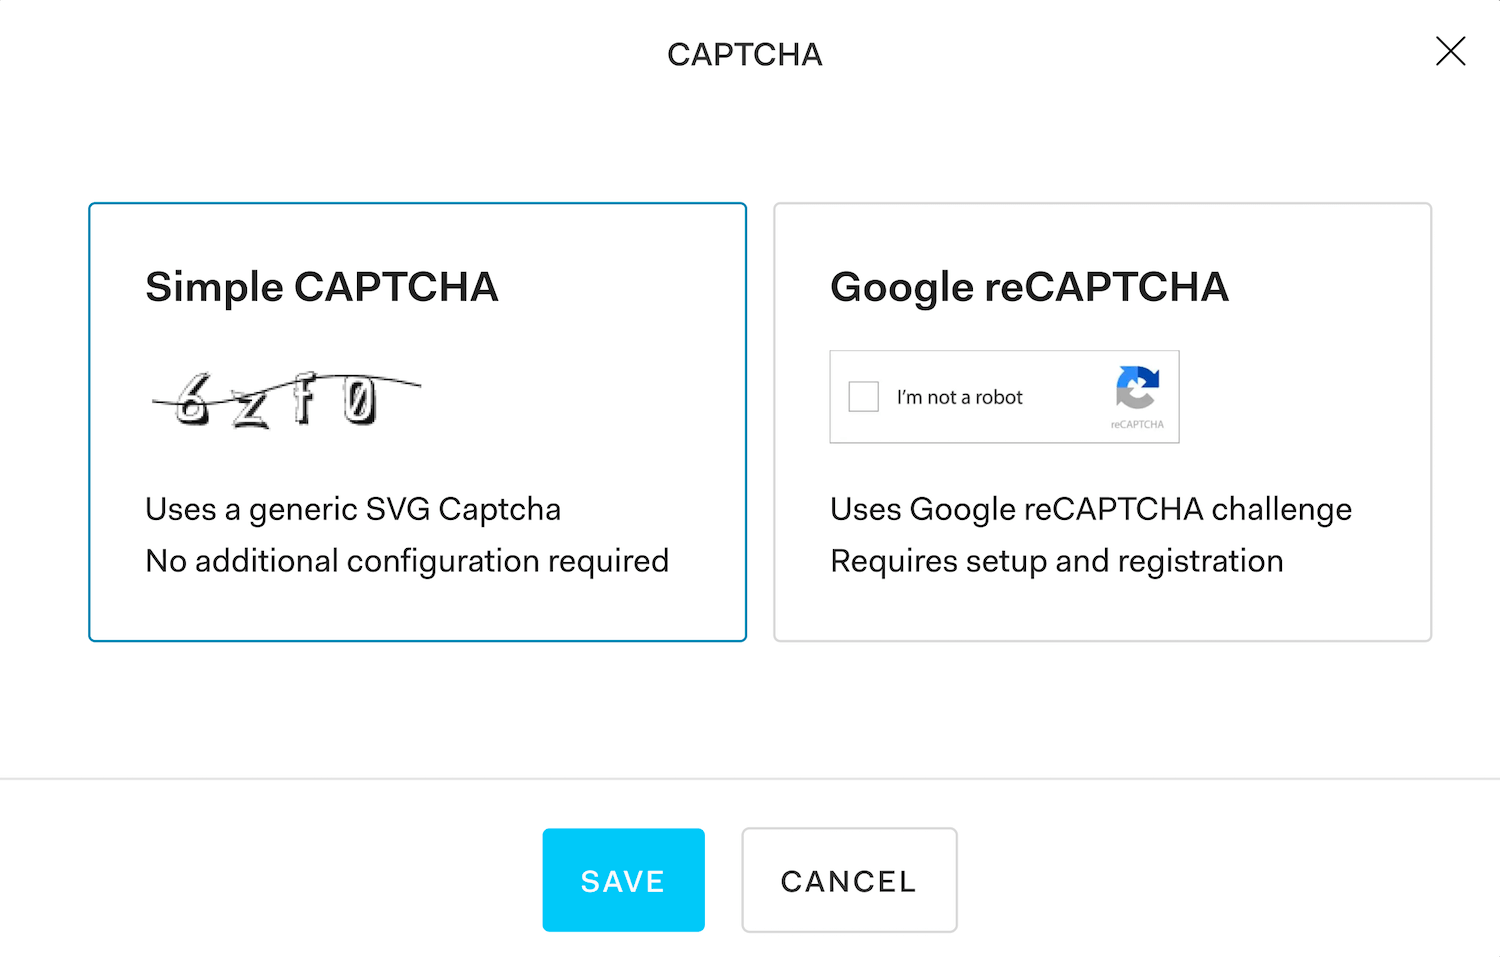 CAPTCHA
Simple CAPTCHA
6zf0
Uses a generic SVG Captcha
No additional configuration required
Google reCAPTCHA
I'm not a robot
reCAPTCHA
Uses Google reCAPTCHA challenge
Requires setup and registration
SAVE
CANCEL